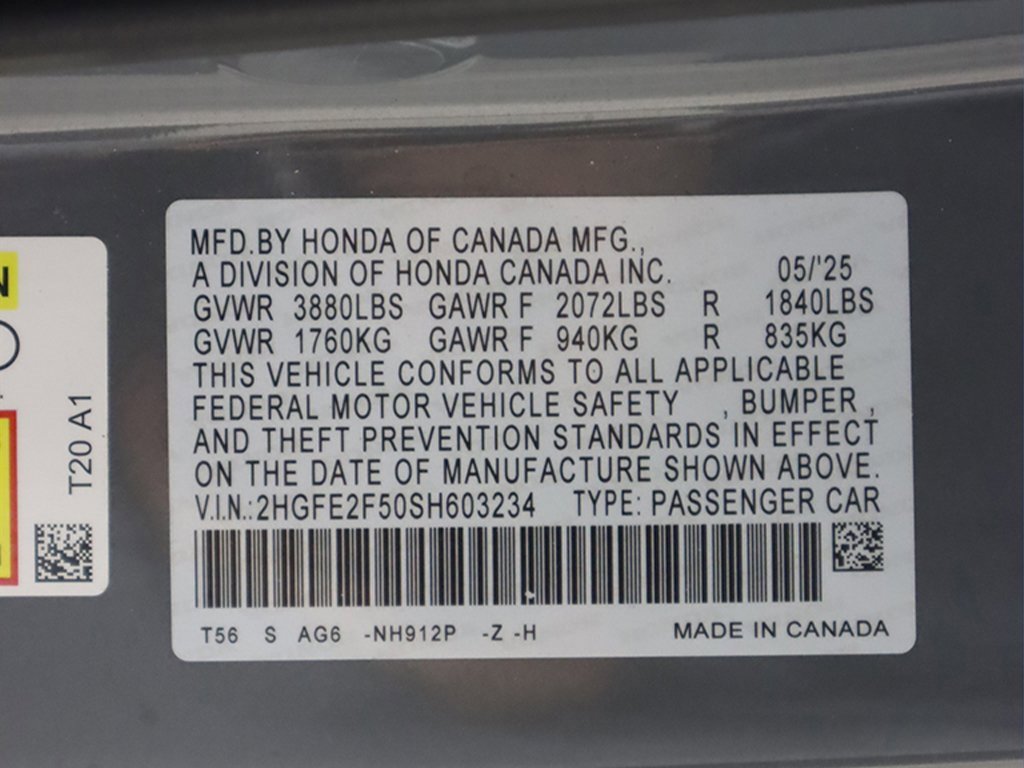 MFD.BY HONDA OF CANADA MFG.,
A DIVISION OF HONDA CANADA INC. 05/'25
GVWR 3880LBS GAWR F 2072LBS R 1840LBS
GVWR 1760KG GAWR F 940KG R 835KG
THIS VEHICLE CONFORMS TO ALL APPLICABLE
FEDERAL MOTOR VEHICLE SAFETY , BUMPER ,
AND THEFT PREVENTION STANDARDS IN EFFECT
ON THE DATE OF MANUFACTURE SHOWN ABOVE.
V.I.N.:2HGFE2F50SH603234 TYPE: PASSENGER CAR
T56 S AG6 -NH912P -Z -H MADE IN CANADA
N
T20 A1